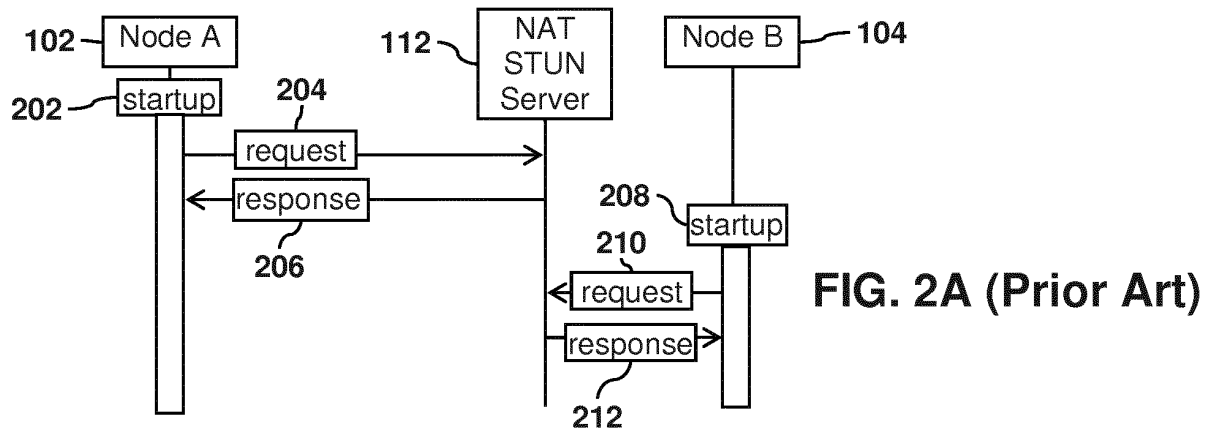 102
Node A
112
NAT
STUN
Server
Node B
104
202
startup
204
request
response
206
208
startup
210
request
response
212
FIG. 2A (Prior Art)